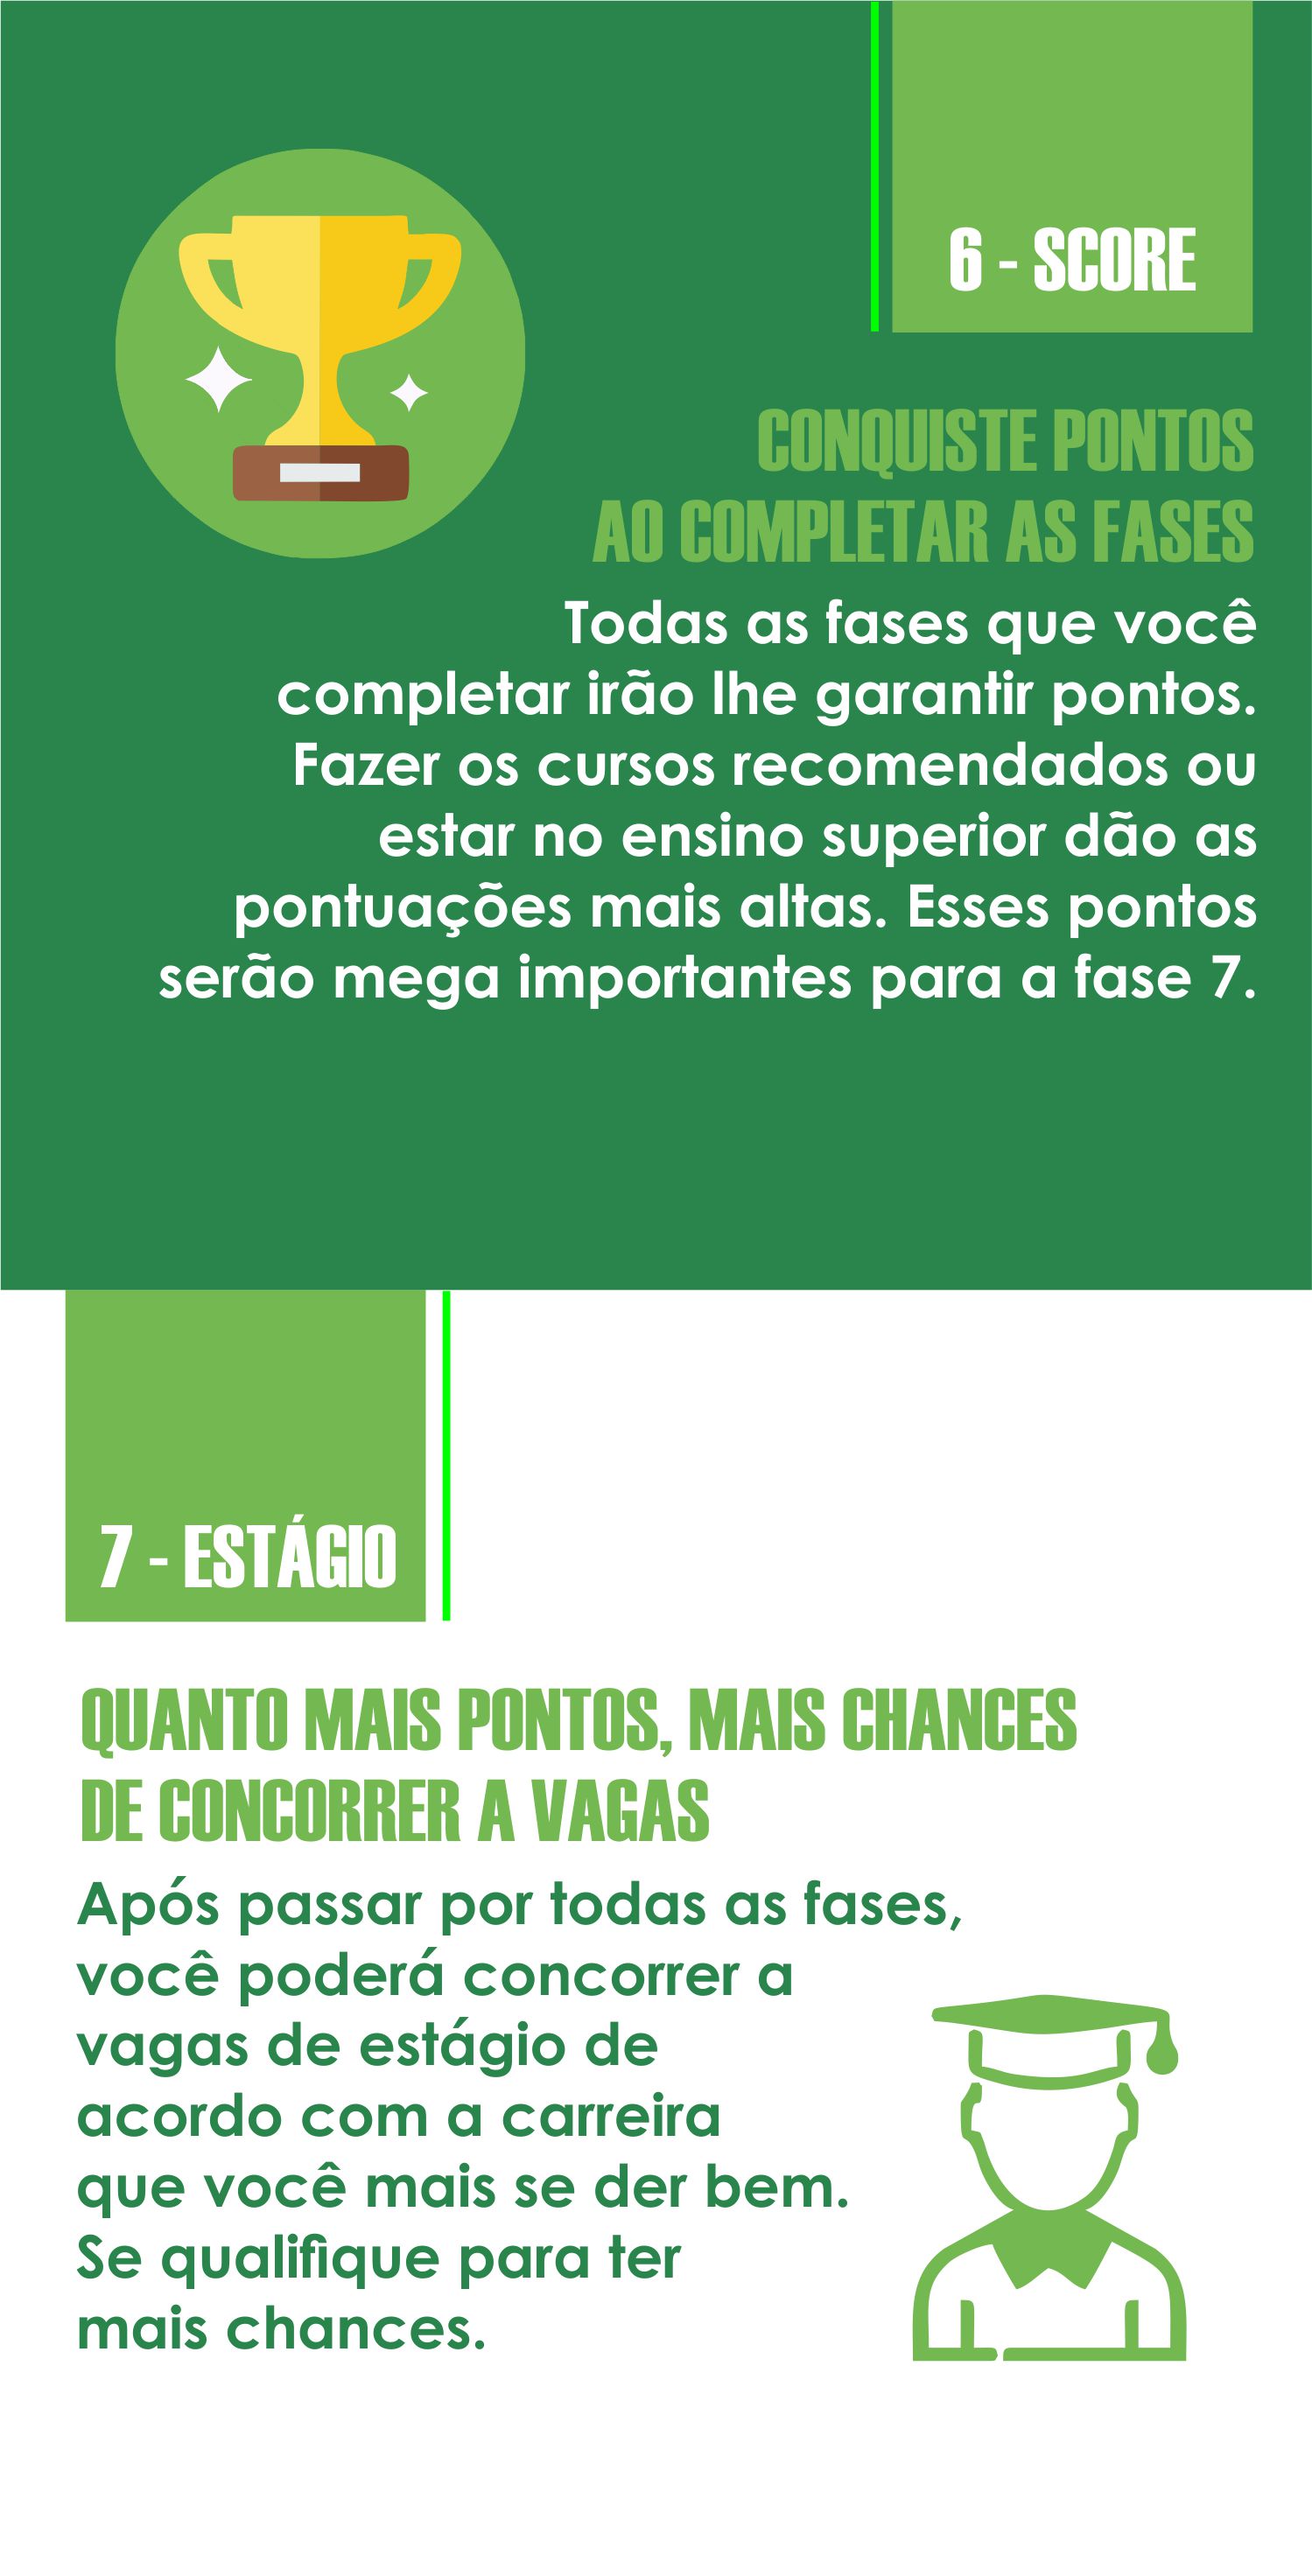 6 - SCORE
CONQUISTE PONTOS
AO COMPLETAR AS FASES
Todas as fases que você
completar irão lhe garantir pontos.
Fazer os cursos recomendados ou
estar no ensino superior dão as
pontuações mais altas. Esses pontos
serão mega importantes para a fase 7.
7 - ESTÁGIO
QUANTO MAIS PONTOS, MAIS CHANCES
DE CONCORRER A VAGAS
Após passar por todas as fases,
você poderá concorrer a
vagas de estágio de
acordo com a carreira
que você mais se der bem.
Se qualifique para ter
mais chances.